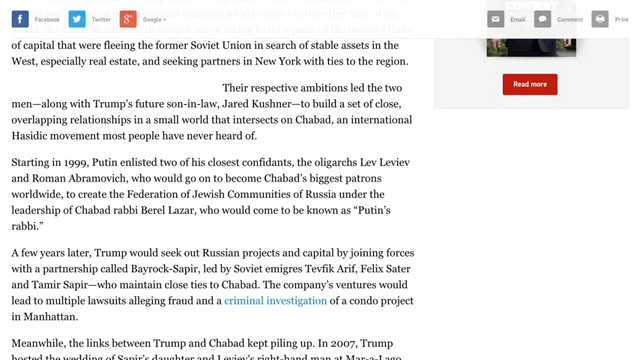 Facebook Twitter Google + Email Comment Print
CONWAY
of capital that were fleeing the former Soviet Union in search of stable assets in the
West, especially real estate, and seeking partners in New York with ties to the region.
Read more
Their respective ambitions led the two
men—along with Trump's future son-in-law, Jared Kushner—to build a set of close,
overlapping relationships in a small world that intersects on Chabad, an international
Hasidic movement most people have never heard of.
Starting in 1999, Putin enlisted two of his closest confidants, the oligarchs Lev Leviev
and Roman Abramovich, who would go on to become Chabad's biggest patrons
worldwide, to create the Federation of Jewish Communities of Russia under the
leadership of Chabad rabbi Berel Lazar, who would come to be known as "Putin's
rabbi."
A few years later, Trump would seek out Russian projects and capital by joining forces
with a partnership called Bayrock-Sapir, led by Soviet emigres Tevfik Arif, Felix Sater
and Tamir Sapir—who maintain close ties to Chabad. The company's ventures would
lead to multiple lawsuits alleging fraud and a criminal investigation of a condo project
in Manhattan.
Meanwhile, the links between Trump and Chabad kept piling up. In 2007, Trump
hosted the wedding of Sapir's daughter and Leviev's right-hand man at Mar-a-Lago,